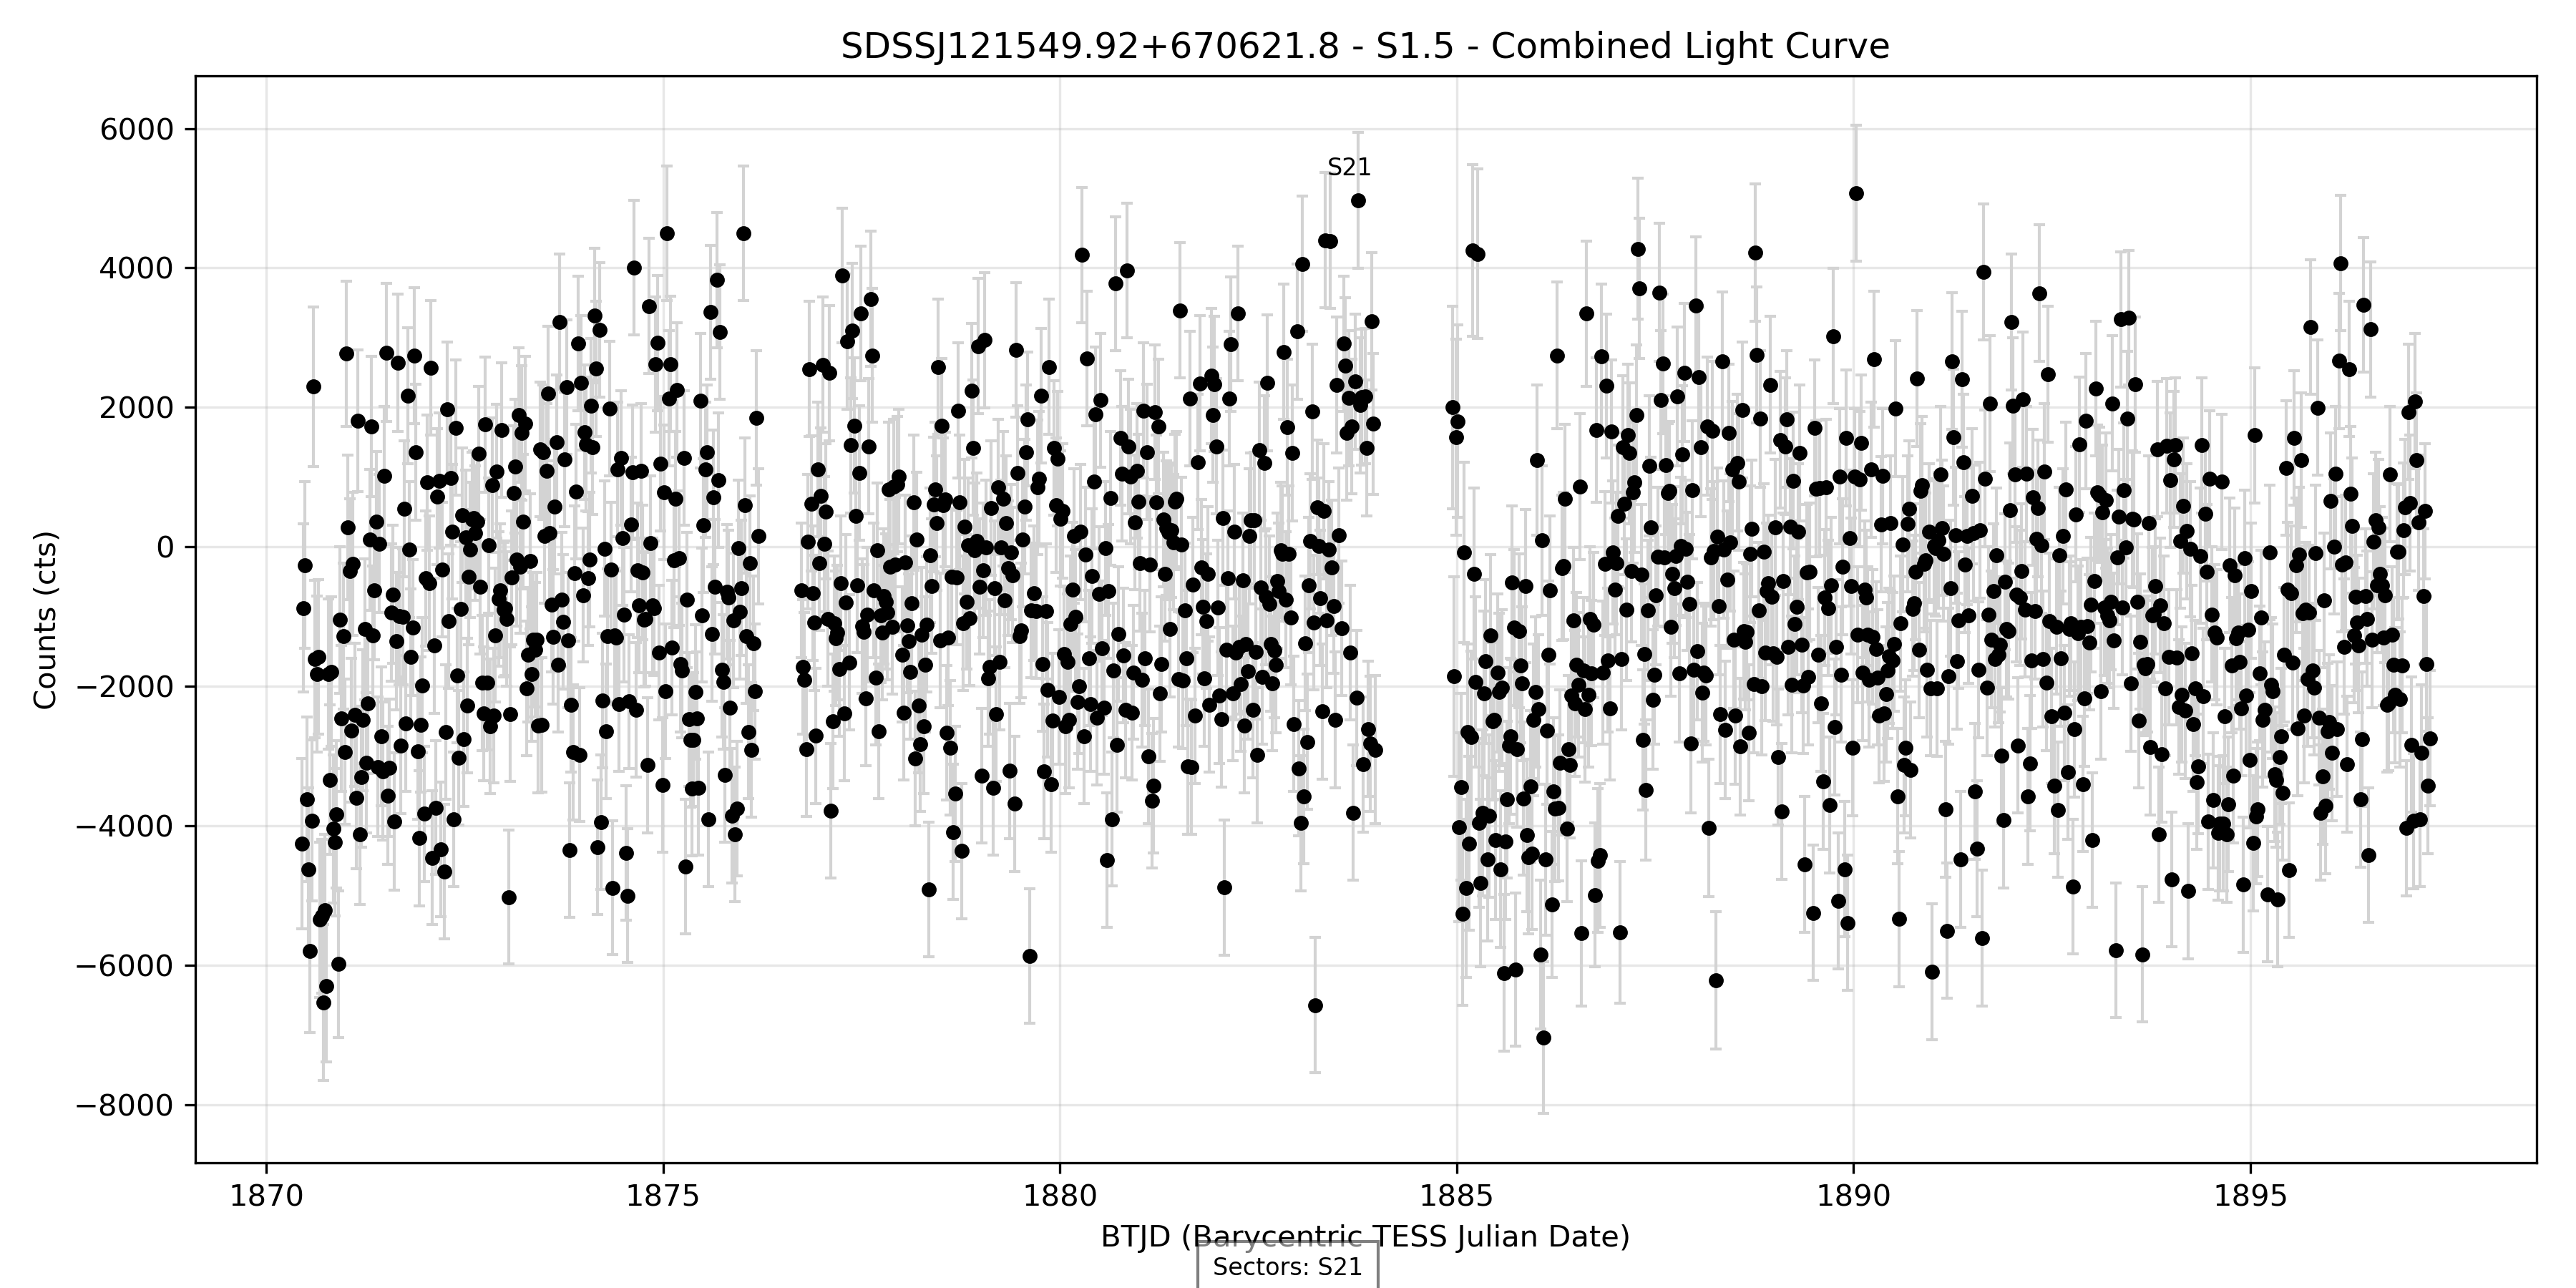 SDSSJ121549.92+670621.8 - S1.5 - Combined Light Curve
Counts (cts)
6000
4000
2000
0
−2000
−4000
−6000
−8000
S21
1870 1875 1880 1885 1890 1895
BTJD (Barycentric TESS Julian Date)
Sectors: S21